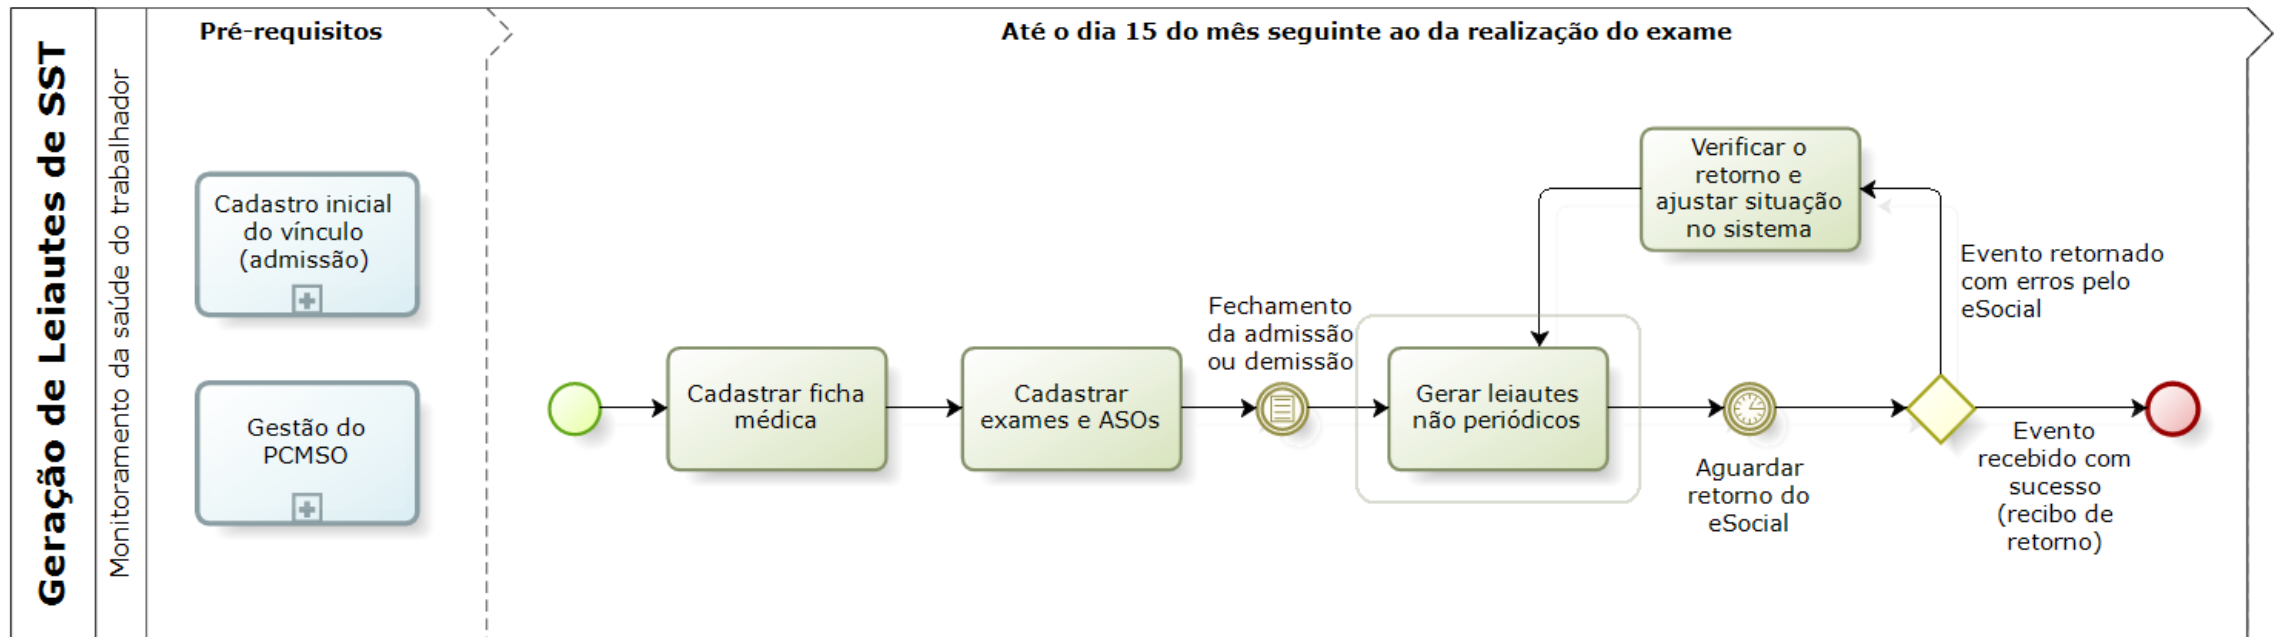 Geração de Leiautes de SST
Monitoramento da saúde do trabalhador
Pré-requisitos
Cadastro inicial
do vínculo
(admissão)
Gestão do
PCMSO
Até o dia 15 do mês seguinte ao da realização do exame
Cadastrar ficha
médica
Cadastrar
exames e ASOs
Fechamento
da admissão
ou demissão
Gerar leiautes
não periódicos
Verificar o
retorno e
ajustar situação
no sistema
Aguardar
retorno do
eSocial
Evento retornado
com erros pelo
eSocial
Evento
recebido com
sucesso
(recibo de
retorno)